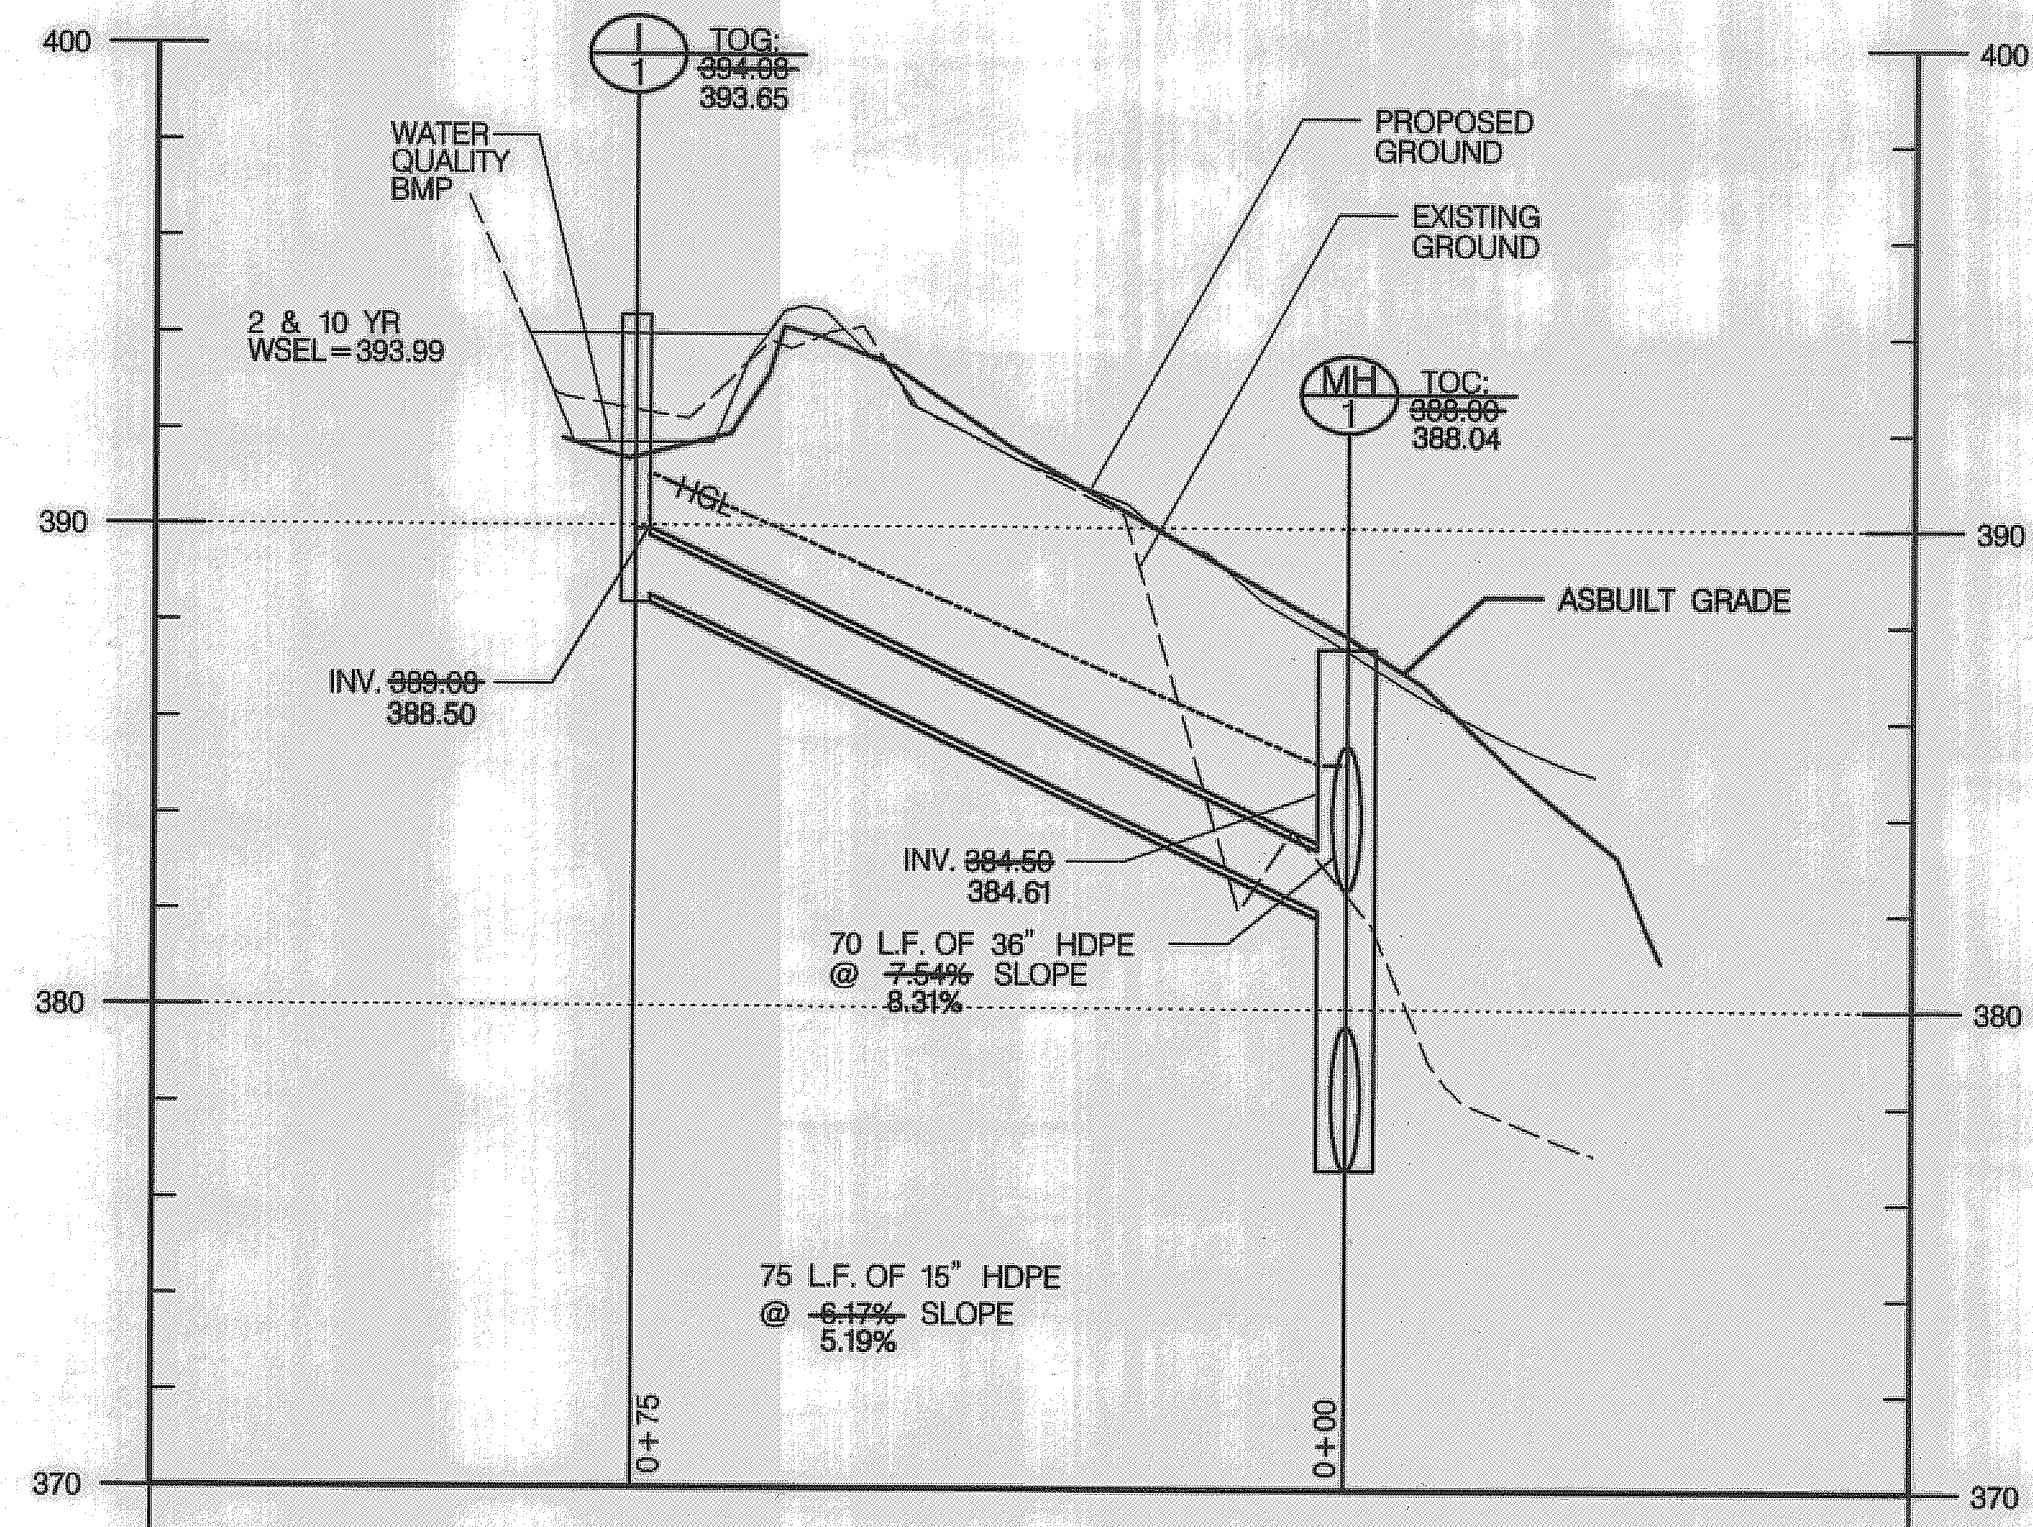 400
I
1
TOG:
394.08
393.65
400
WATER
QUALITY
BMP
PROPOSED
GROUND
EXISTING
GROUND
2 & 10 YR
WSEL=393.99
MH
1
TOC:
388.00
388.04
HGL
390
390
ASBUILT GRADE
INV. 389.08
388.50
INV. 384.50
384.61
70 L.F. OF 36" HDPE
@ 7.54% SLOPE
8.31%
380
380
75 L.F. OF 15" HDPE
@ 6.17% SLOPE
5.19%
0+75
0+00
370
370